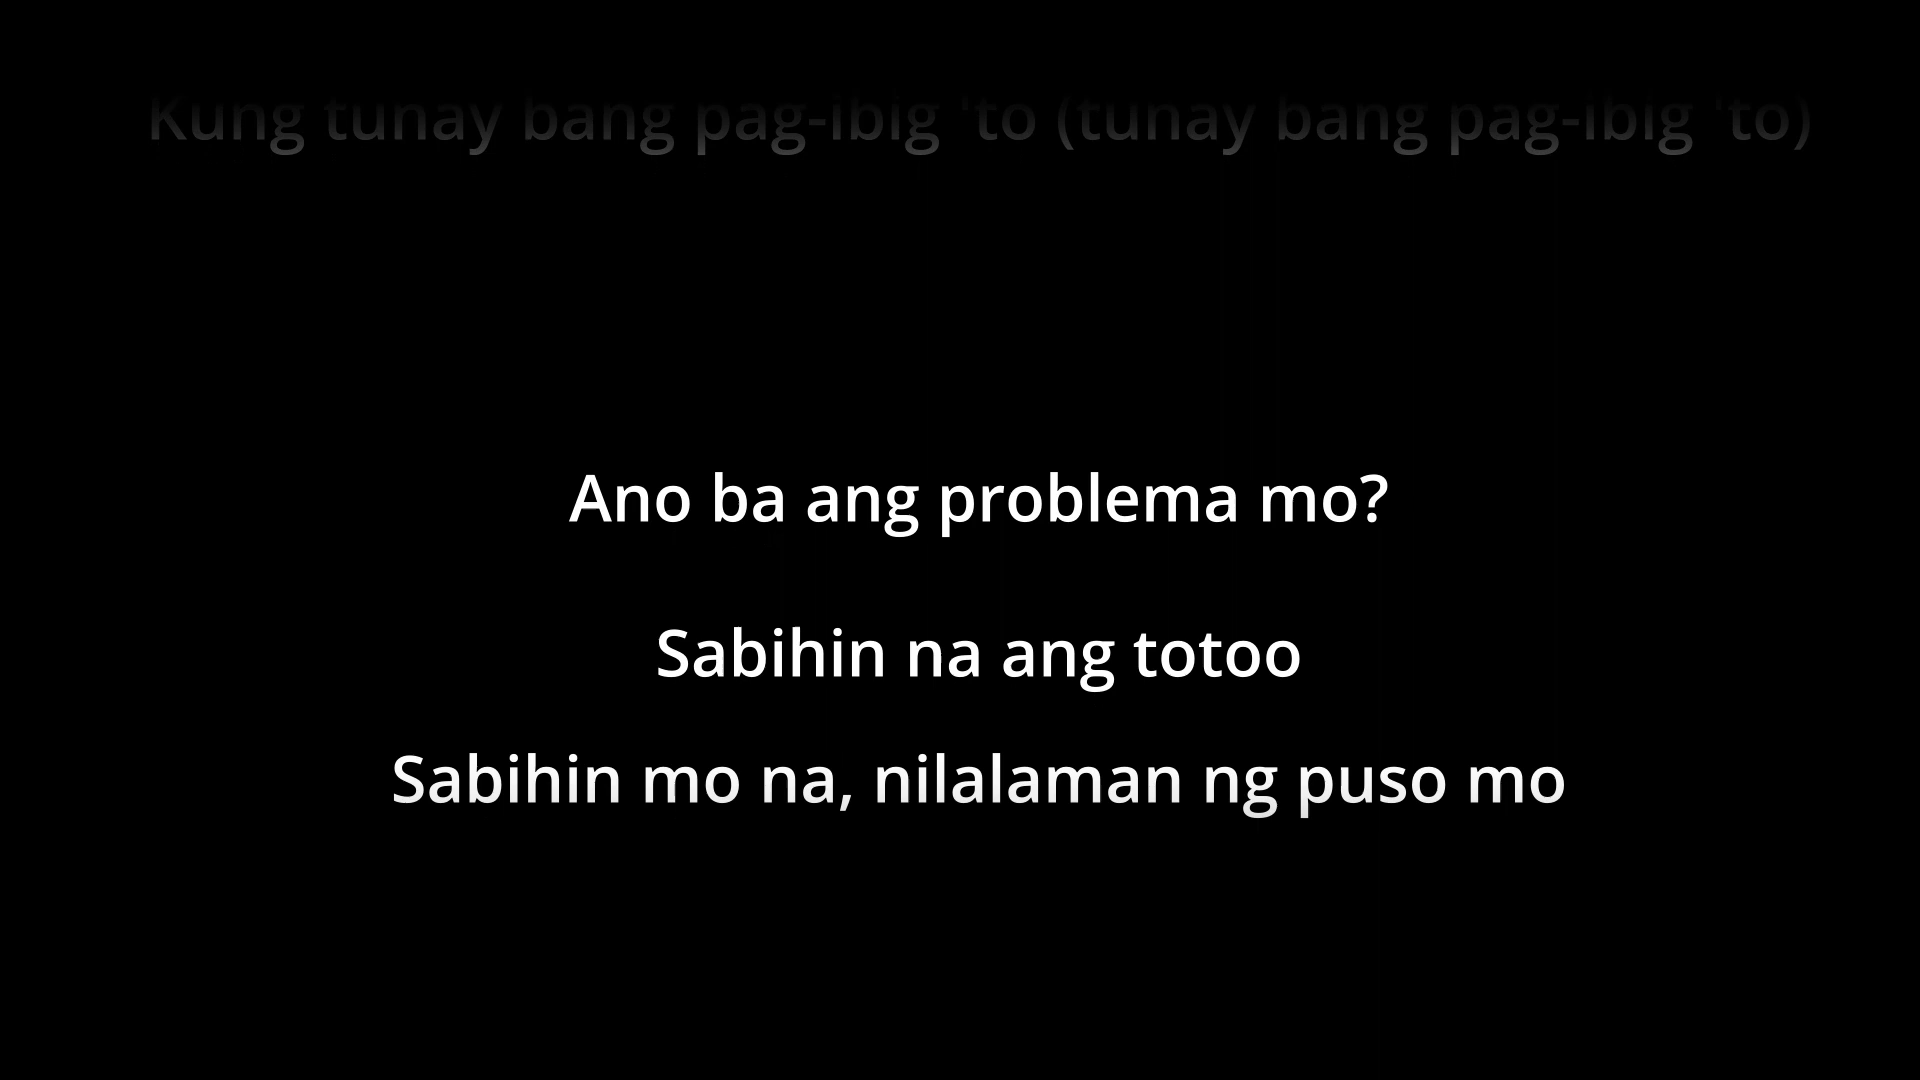 Kung tunay bang pag-ibig 'to (tunay bang pag-ibig 'to)
Ano ba ang problema mo?
Sabihin na ang totoo
Sabihin mo na, nilalaman ng puso mo